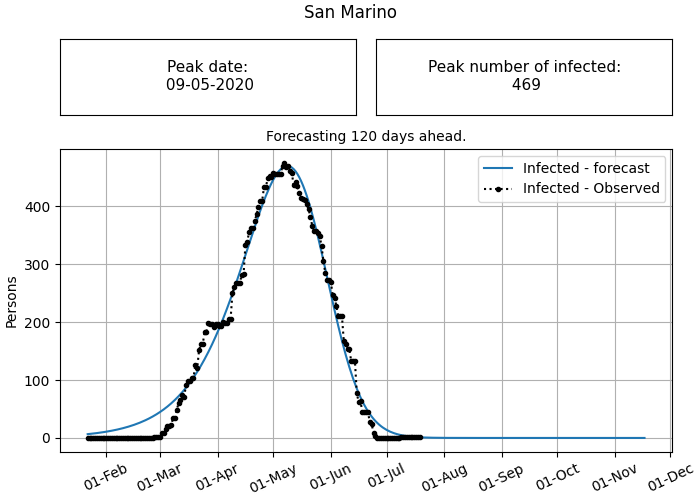 San Marino
Peak date:
09-05-2020
Peak number of infected:
469
Forecasting 120 days ahead.
Infected - forecast
Infected - Observed
Persons
400
300
200
100
0
01-Feb
01-Mar
01-Apr
01-May
01-Jun
01-Jul
01-Aug
01-Sep
01-Oct
01-Nov
01-Dec